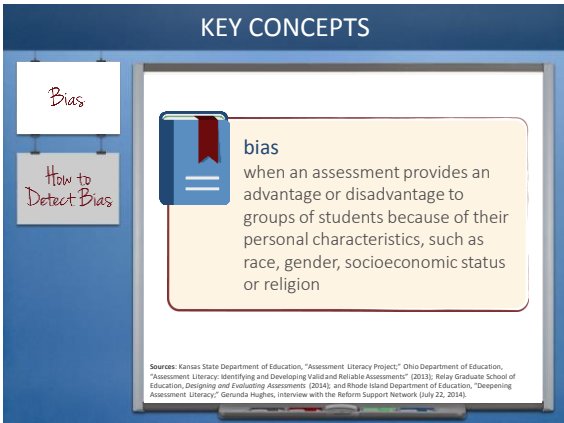 KEY CONCEPTS
Bias
How to
Detect Bias
bias
when an assessment provides an
advantage or disadvantage to
groups of students because of their
personal characteristics, such as
race, gender, socioeconomic status
or religion
Sources: Kansas State Department of Education, “Assessment Literacy Project;” Ohio Department of Education,
“Assessment Literacy: Identifying and Developing Valid and Reliable Assessments” (2013); Relay Graduate School of
Education, Designing and Evaluating Assessments (2014); and Rhode Island Department of Education, “Deepening
Assessment Literacy;” Gerunda Hughes, interview with the Reform Support Network (July 22, 2014).